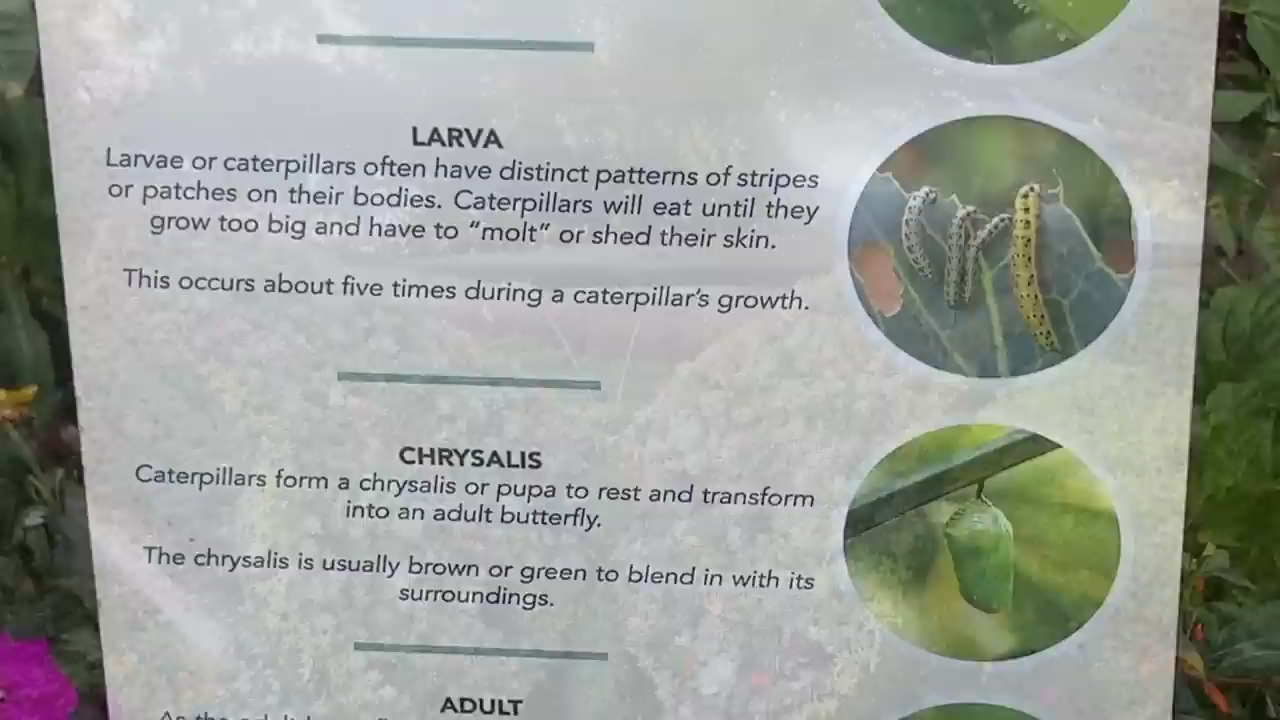 LARVA
Larvae or caterpillars often have distinct patterns of stripes
or patches on their bodies. Caterpillars will eat until they
grow too big and have to “molt” or shed their skin.
This occurs about five times during a caterpillar’s growth.
CHRYSALIS
Caterpillars form a chrysalis or pupa to rest and transform
into an adult butterfly.
The chrysalis is usually brown or green to blend in with its
surroundings.
ADULT